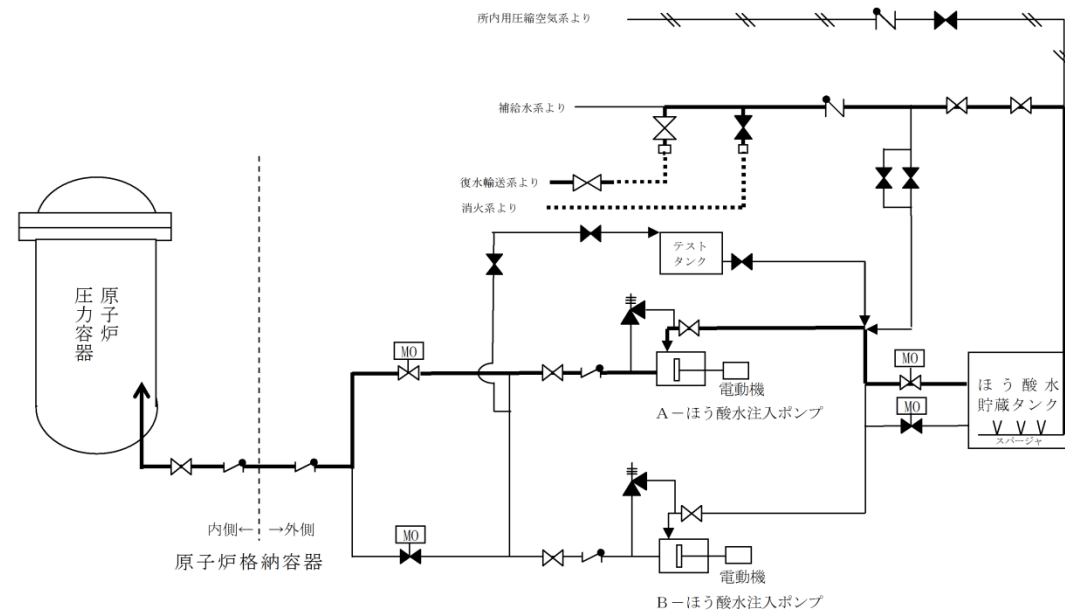 所内用圧縮空気系より
補給水系より
復水輸送系より
消火系より
テスト
タンク
原子炉
圧力容器
MO
電動機
A－ほう酸水注入ポンプ
MO
MO
ほう酸水
貯蔵タンク
スパージャ
内側←
→外側
原子炉格納容器
MO
電動機
B－ほう酸水注入ポンプ